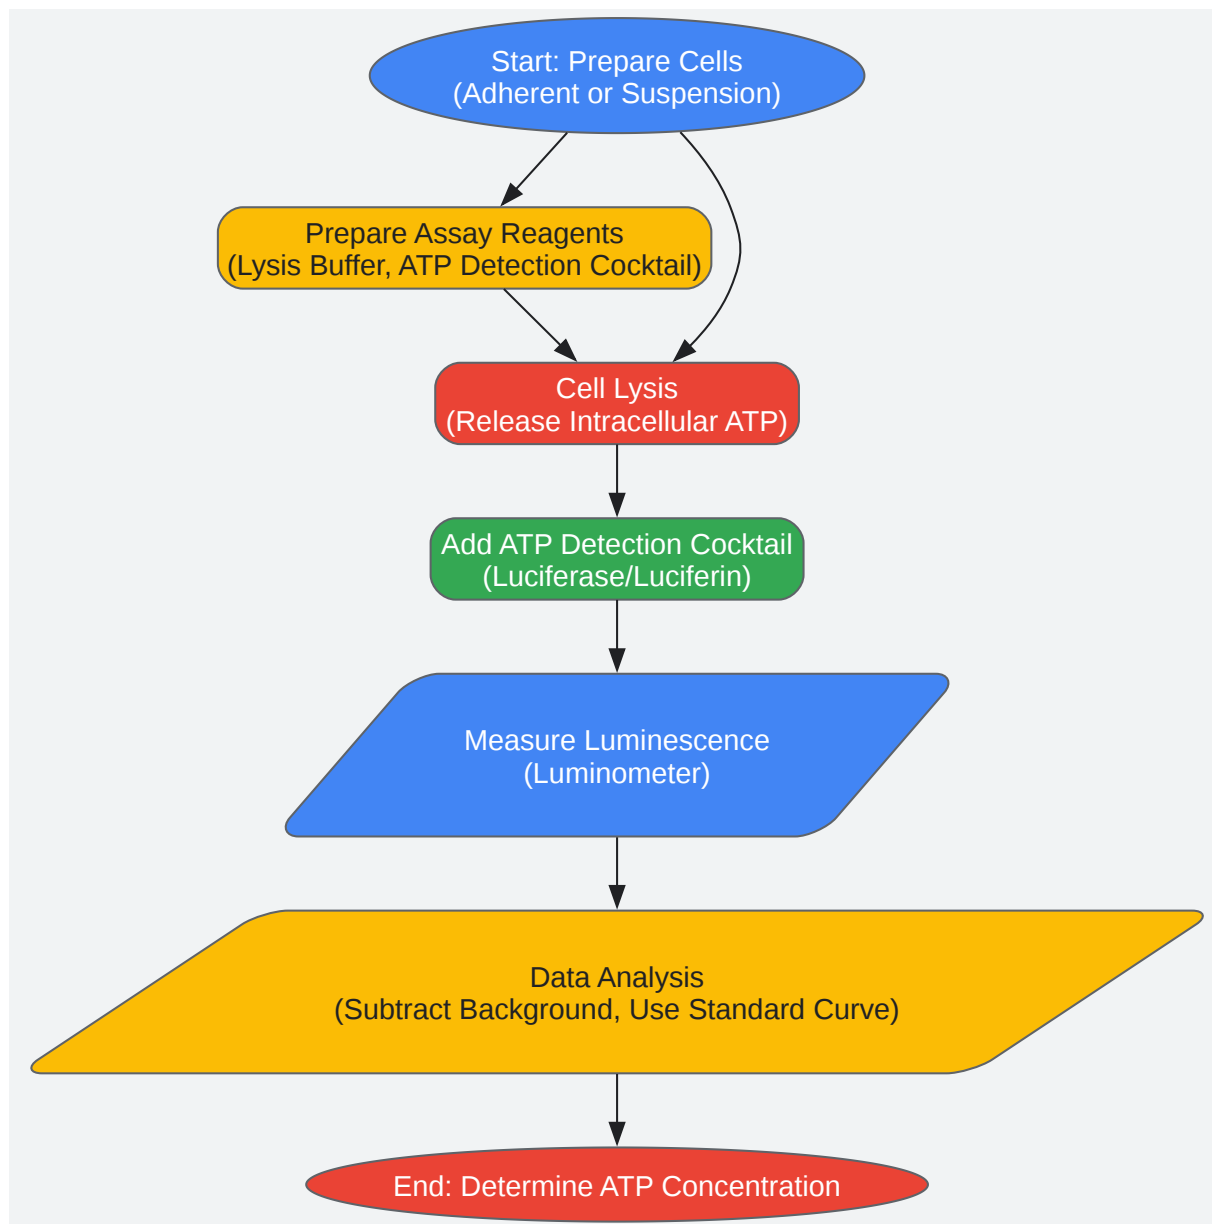 Start: Prepare Cells
(Adherent or Suspension)
Prepare Assay Reagents
(Lysis Buffer, ATP Detection Cocktail)
Cell Lysis
(Release Intracellular ATP)
Add ATP Detection Cocktail
(Luciferase/Luciferin)
Measure Luminescence
(Luminometer)
Data Analysis
(Subtract Background, Use Standard Curve)
End: Determine ATP Concentration